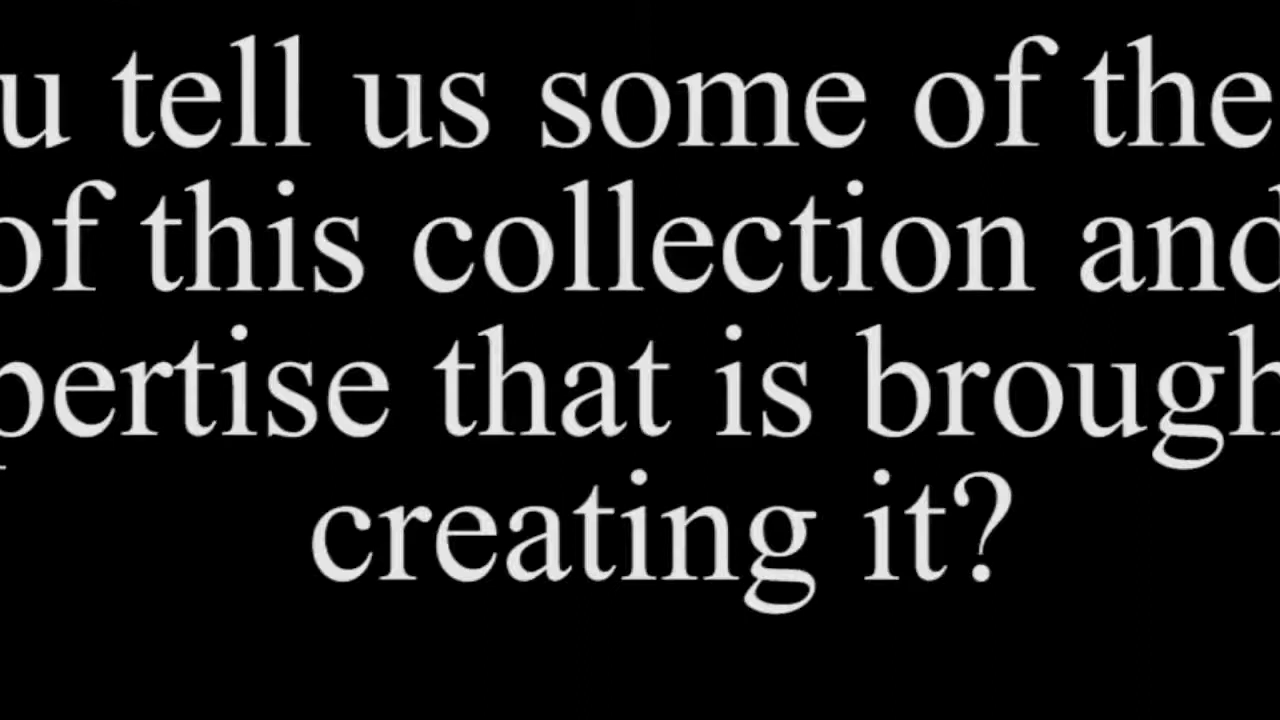 u tell us some of the
of this collection and
pertise that is brough
creating it?